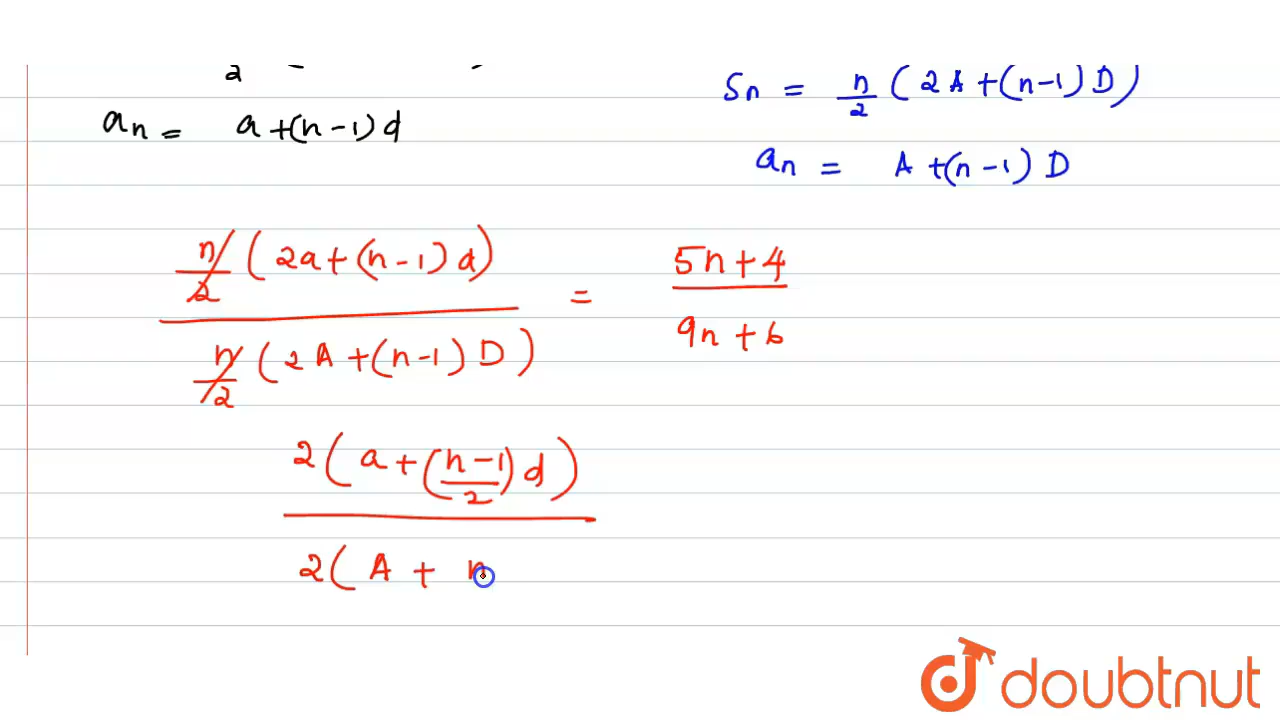 2 (
Sn = n/2 ( 2A +(n-1) D)
an = a+(n-1) d
an = A +(n-1) D
n/2 ( 2a+(n-1) d) / n/2 ( 2A +(n-1) D ) = 5n+4 / 9n+6
2( a+(n-1/2) d ) / 2( A + n
doubtnut